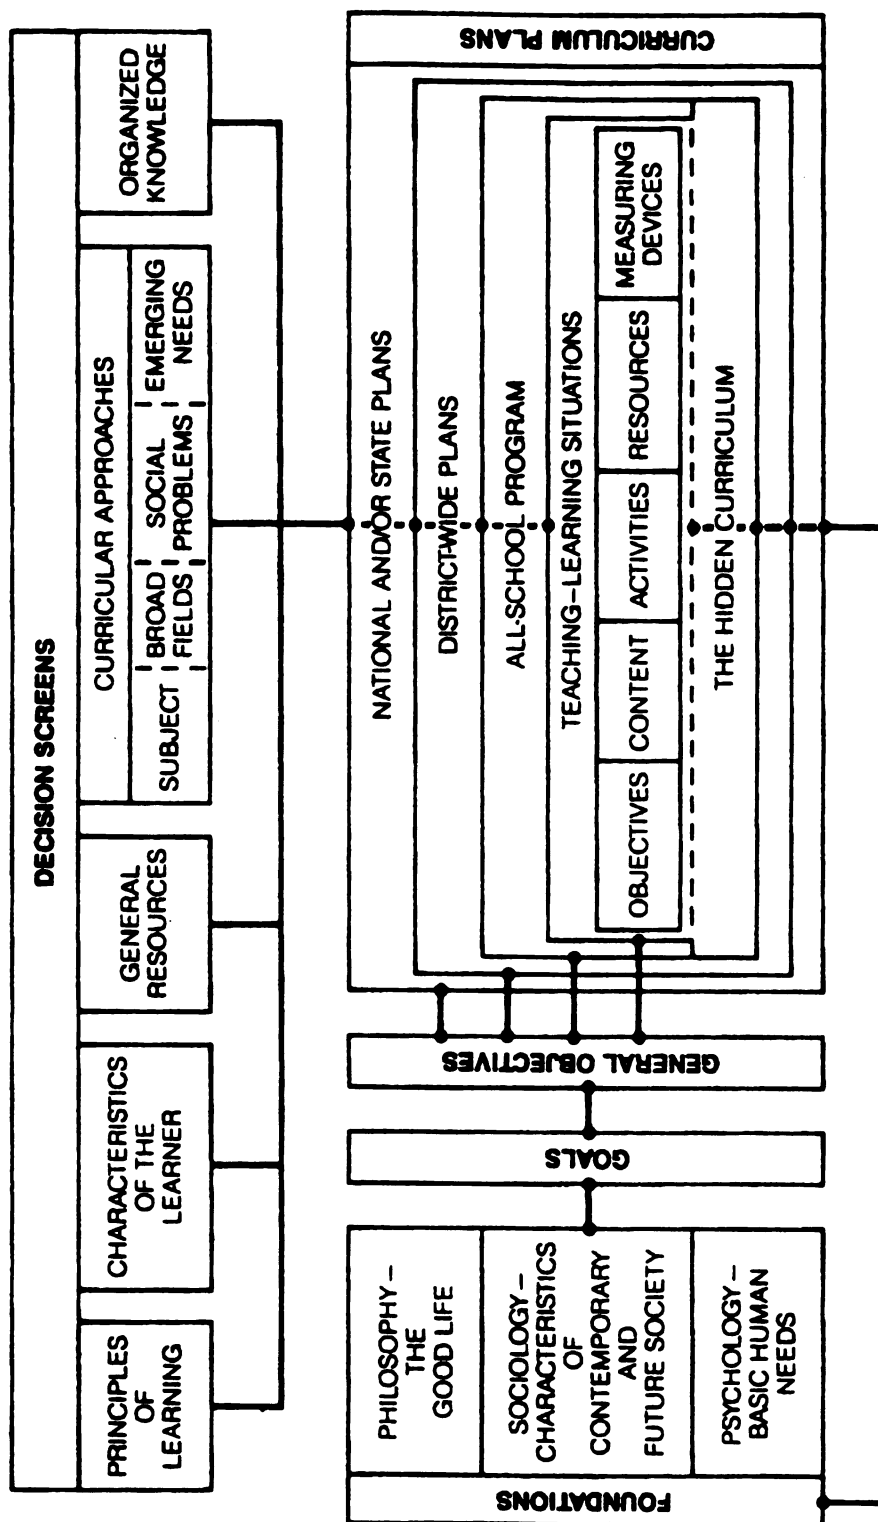 DECISION SCREENS
PRINCIPLES
OF
LEARNING
CHARACTERISTICS
OF THE
LEARNER
GENERAL
RESOURCES
CURRICULAR APPROACHES
SUBJECT
BROAD
FIELDS
SOCIAL
PROBLEMS
EMERGING
NEEDS
ORGANIZED
KNOWLEDGE
FOUNDATIONS
PHILOSOPHY –
THE
GOOD LIFE
SOCIOLOGY –
CHARACTERISTICS
OF
CONTEMPORARY
AND
FUTURE SOCIETY
PSYCHOLOGY –
BASIC HUMAN
NEEDS
GOALS
GENERAL OBJECTIVES
NATIONAL AND/OR STATE PLANS
DISTRICT-WIDE PLANS
ALL-SCHOOL PROGRAM
TEACHING–LEARNING SITUATIONS
OBJECTIVES
CONTENT
ACTIVITIES
RESOURCES
MEASURING
DEVICES
THE HIDDEN CURRICULUM
CURRICULUM PLANS